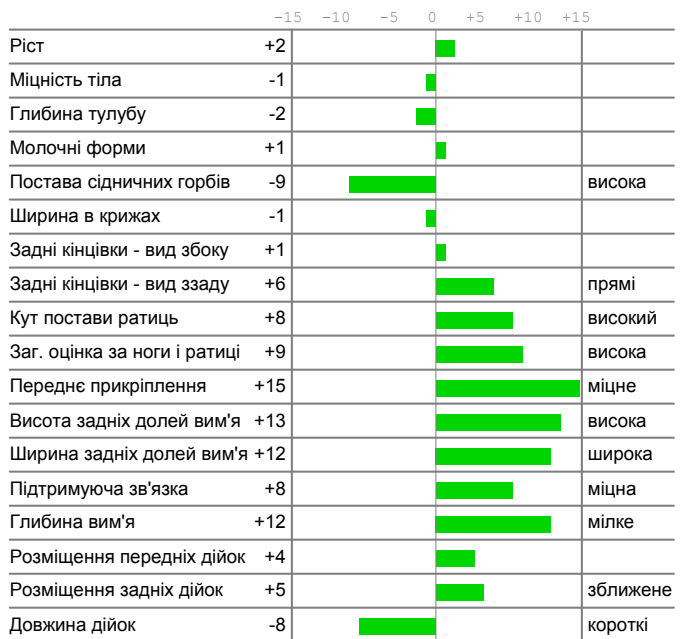 -15 -10 -5 0 +5 +10 +15
Ріст +2
Міцність тіла -1
Глибина тулубу -2
Молочні форми +1
Постава сідничних горбів -9 висока
Ширина в крижах -1
Задні кінцівки - вид збоку +1
Задні кінцівки - вид ззаду +6 прямі
Кут постави ратиць +8 високий
Заг. оцінка за ноги і ратиці +9 висока
Переднє прикріплення +15 міцне
Висота задніх долей вим'я +13 висока
Ширина задніх долей вим'я +12 широка
Підтримуюча зв'язка +8 міцна
Глибина вим'я +12 мілке
Розміщення передніх дійок +4
Розміщення задніх дійок +5 зближене
Довжина дійок -8 короткі